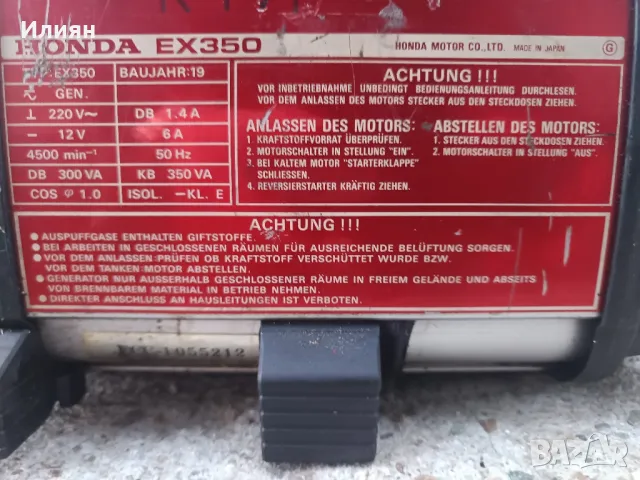 Илиян
HONDA EX350
HONDA MOTOR CO.,LTD. MADE IN JAPAN G
TYP:EX350 BAUJAHR:19
GEN.
220 V~ DB 1.4 A
12 V 6 A
4500 min⁻¹ 50 Hz
DB 300 VA KB 350 VA
COS φ 1.0 ISOL. -KL. E
ACHTUNG !!!
VOR INBETRIEBNAHME UNBEDINGT BEDIENUNGSANLEITUNG DURCHLESEN.
VOR DEM ANLASSEN DES MOTORS STECKER AUS DEN STECKDOSEN ZIEHEN.
ANLASSEN DES MOTORS:
1. KRAFTSTOFFVORRAT ÜBERPRÜFEN.
2. MOTORSCHALTER IN STELLUNG "EIN".
3. BEI KALTEM MOTOR "STARTERKLAPPE"
SCHLIESSEN.
4. REVERSIERSTARTER KRÄFTIG ZIEHEN.
ABSTELLEN DES MOTORS:
1. STECKER AUS DEN STECKDOSEN ZIEHEN.
2. MOTORSCHALTER IN STELLUNG "AUS".
ACHTUNG !!!
● AUSPUFFGASE ENTHALTEN GIFTSTOFFE.
● BEI ARBEITEN IN GESCHLOSSENEN RÄUMEN FÜR AUSREICHENDE BELÜFTUNG SORGEN.
● VOR DEM ANLASSEN PRÜFEN OB KRAFTSTOFF VERSCHÜTTET WURDE BZW.
VOR DEM TANKEN MOTOR ABSTELLEN.
● GENERATOR NUR AUSSERHALB GESCHLOSSENER RÄUME IN FREIEM GELÄNDE UND ABSEITS
VON BRENNBAREM MATERIAL IN BETRIEB NEHMEN.
● DIREKTER ANSCHLUSS AN HAUSLEITUNGEN IST VERBOTEN.
1055212
BAZAR